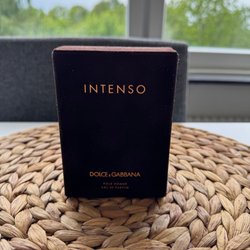 INTENSO
DOLCE & GABBANA
POUR HOMME
EAU DE PARFUM